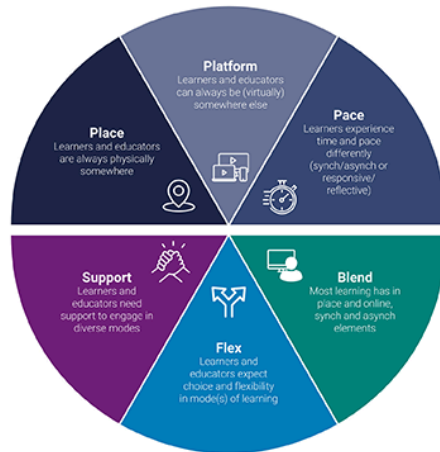 Platform
Learners and educators
can always be (virtually)
somewhere else
Place
Learners and educators
are always physically
somewhere
Pace
Learners experience
time and pace
differently
(synch/asynch or
responsive/
reflective)
Support
Learners and
educators need
support to engage in
diverse modes
Flex
Learners and
educators expect
choice and flexibility
in mode(s) of learning
Blend
Most learning has in
place and online,
synch and asynch
elements